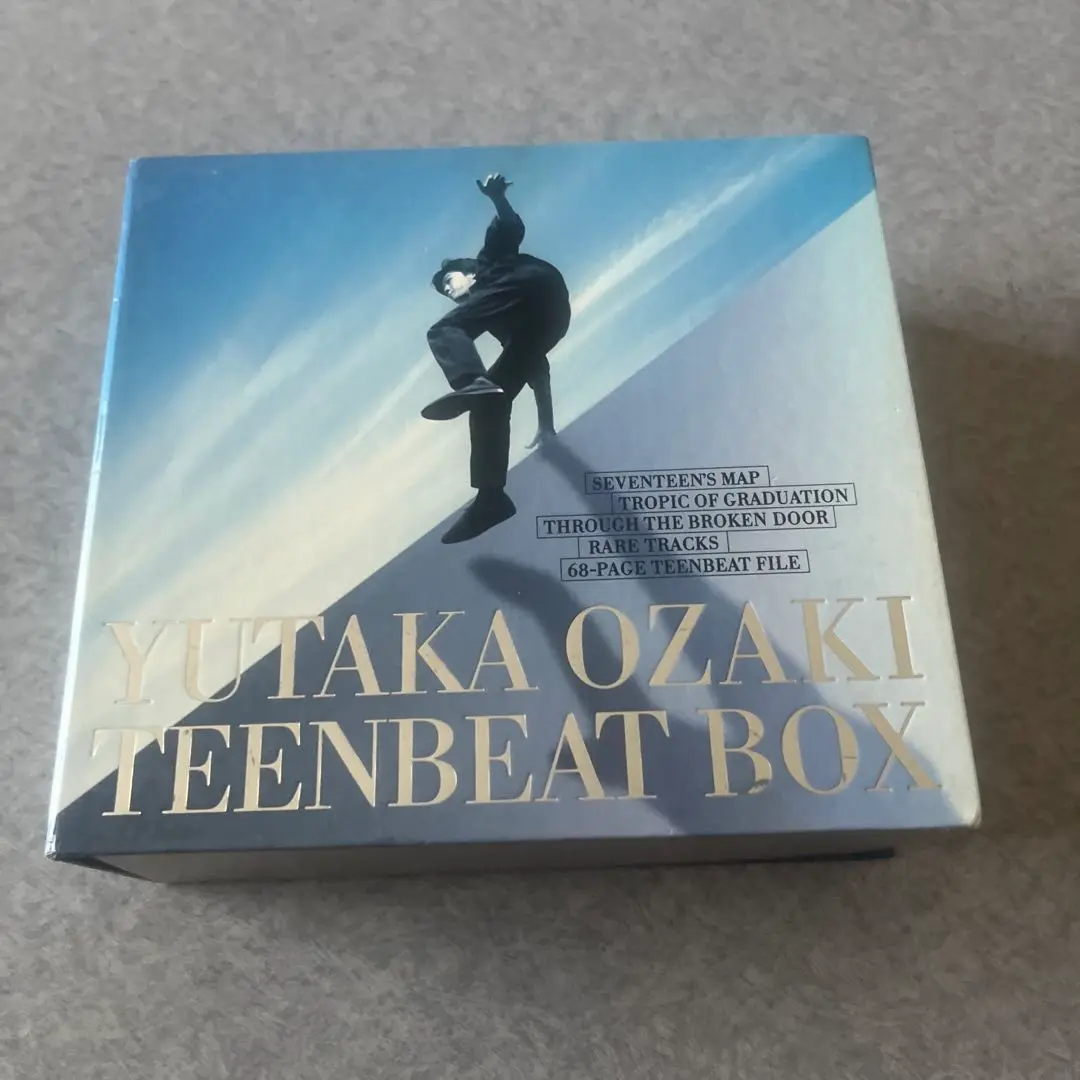 SEVENTEEN'S MAP
TROPIC OF GRADUATION
THROUGH THE BROKEN DOOR
RARE TRACKS
68-PAGE TEENBEAT FILE
YUTAKA OZAKI
TEENBEAT BOX